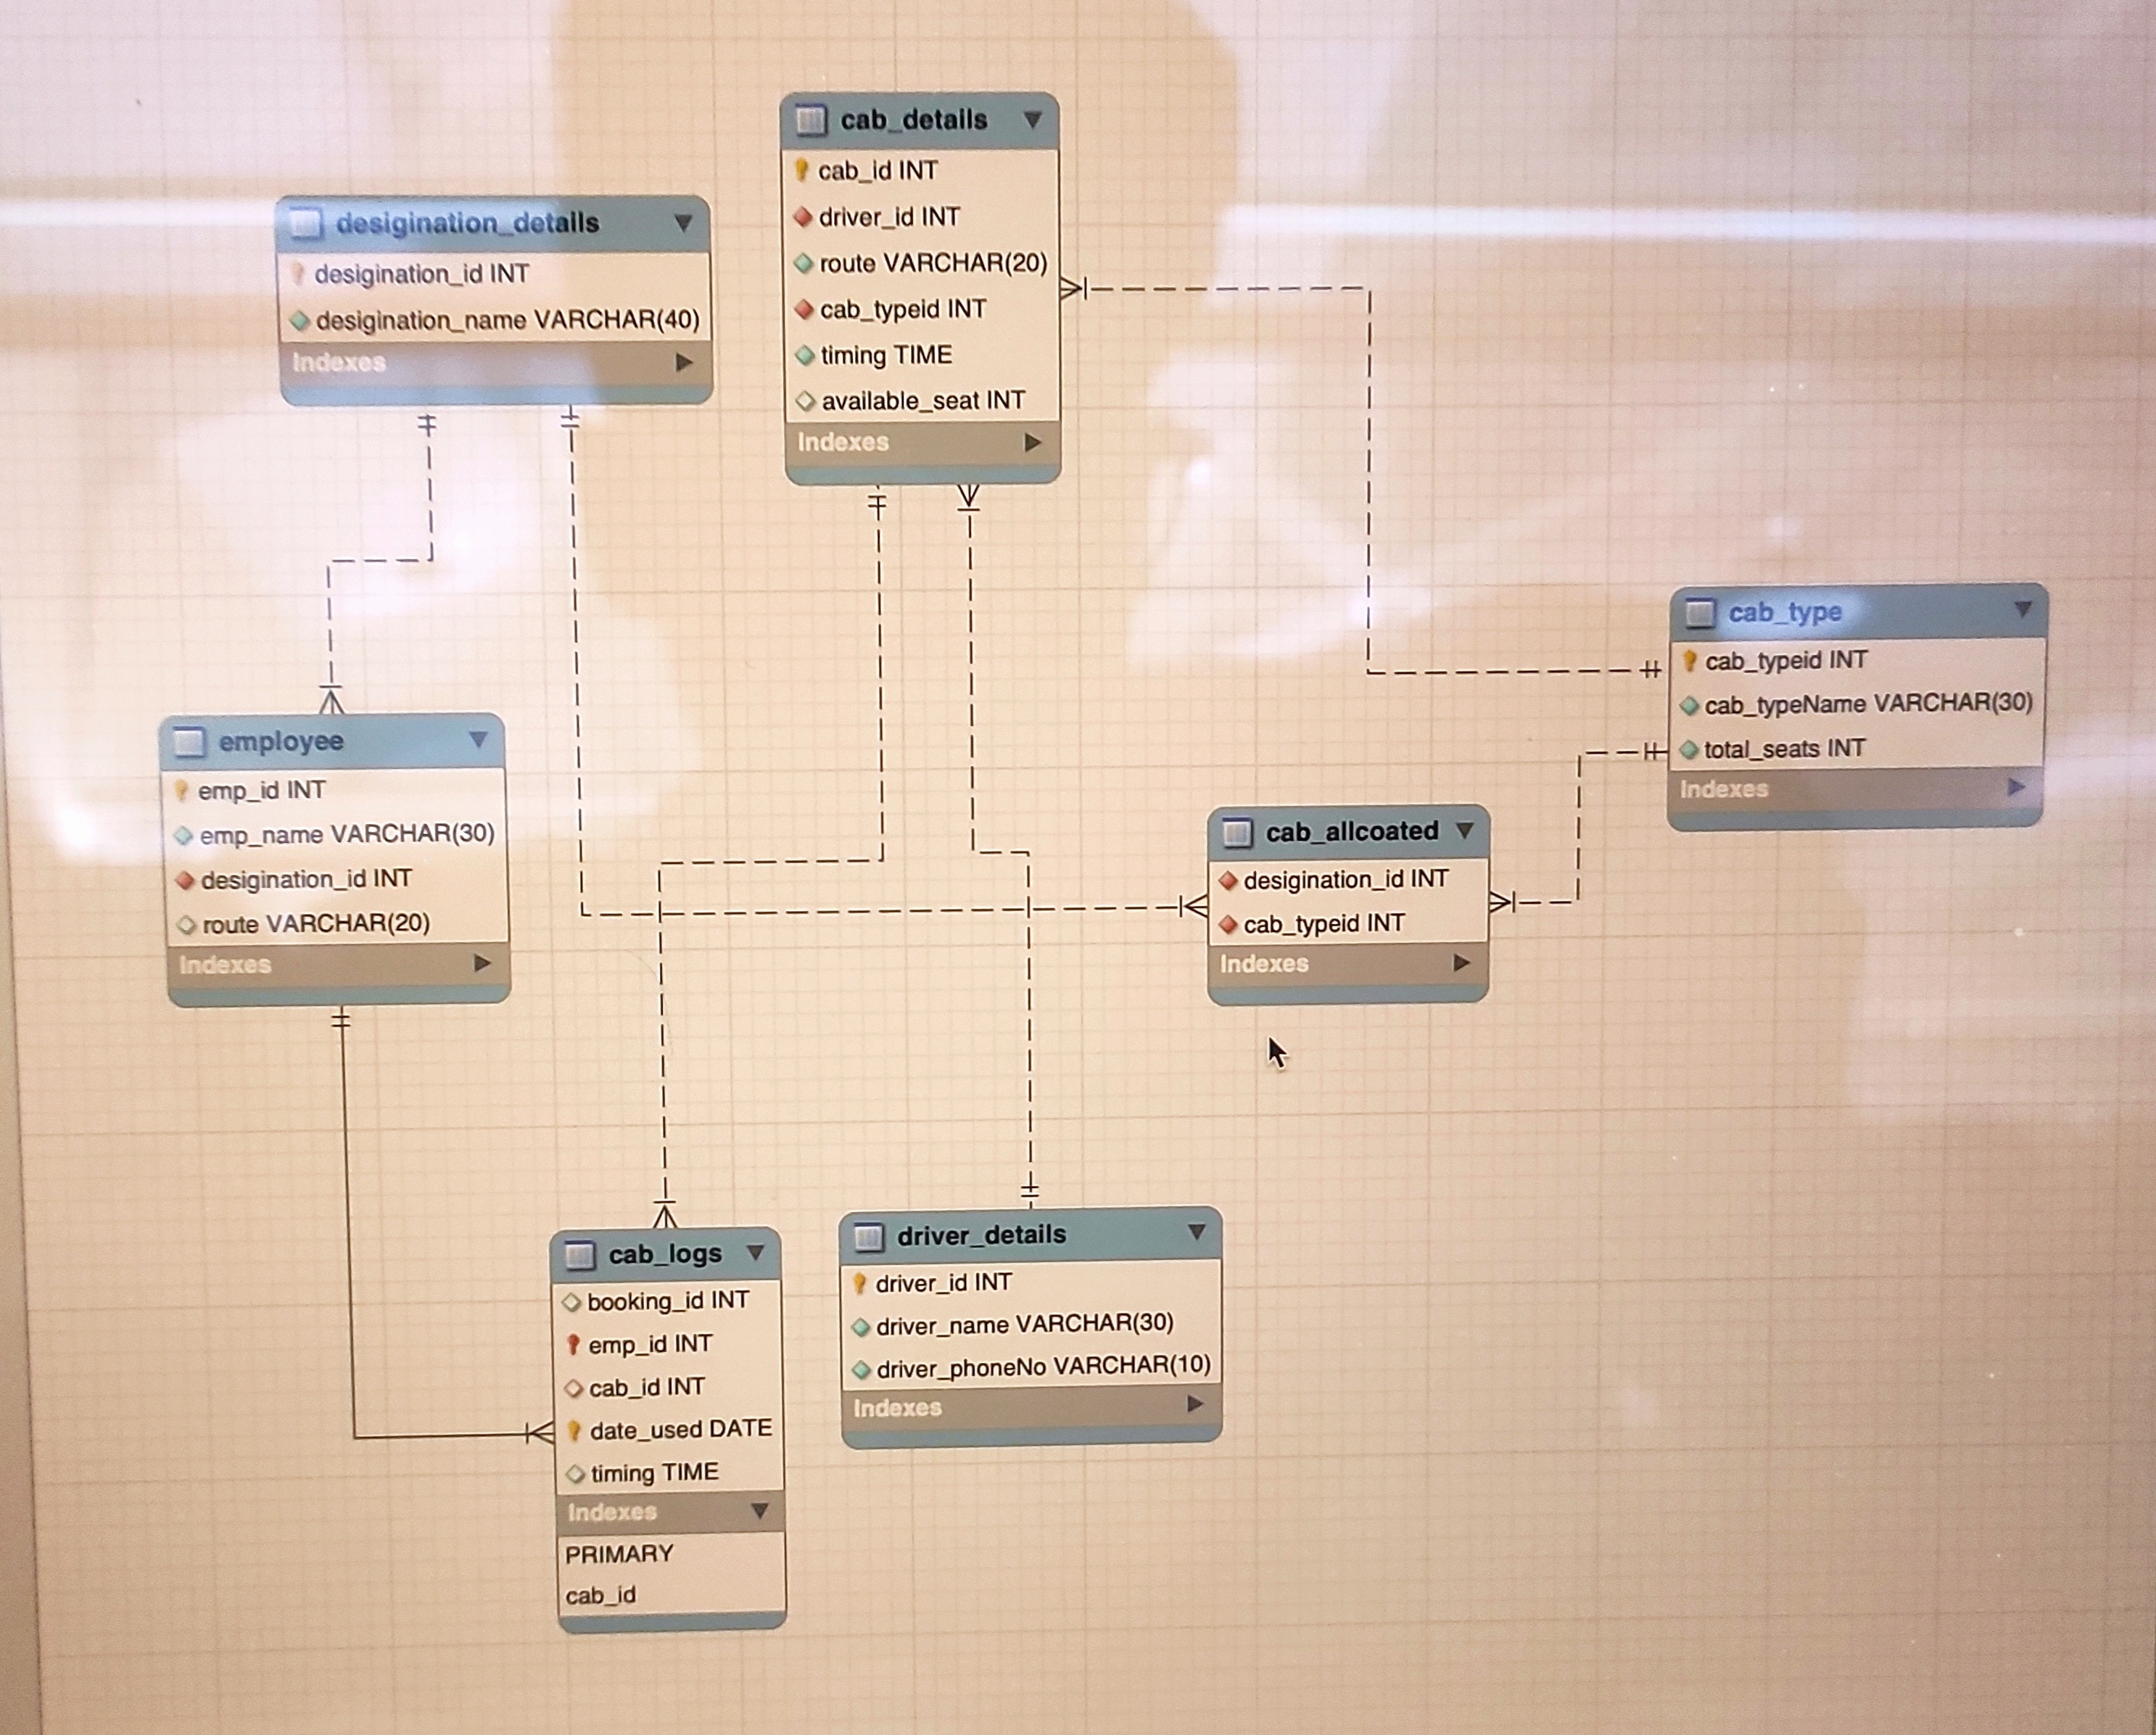 cab_details
cab_id INT
driver_id INT
route VARCHAR(20)
cab_typeid INT
timing TIME
available_seat INT
Indexes
desigination_details
desigination_id INT
desigination_name VARCHAR(40)
Indexes
cab_type
cab_typeid INT
cab_typeName VARCHAR(30)
total_seats INT
Indexes
employee
emp_id INT
emp_name VARCHAR(30)
desigination_id INT
route VARCHAR(20)
Indexes
cab_allcoated
desigination_id INT
cab_typeid INT
Indexes
cab_logs
booking_id INT
emp_id INT
cab_id INT
date_used DATE
timing TIME
Indexes
PRIMARY
cab_id
driver_details
driver_id INT
driver_name VARCHAR(30)
driver_phoneNo VARCHAR(10)
Indexes